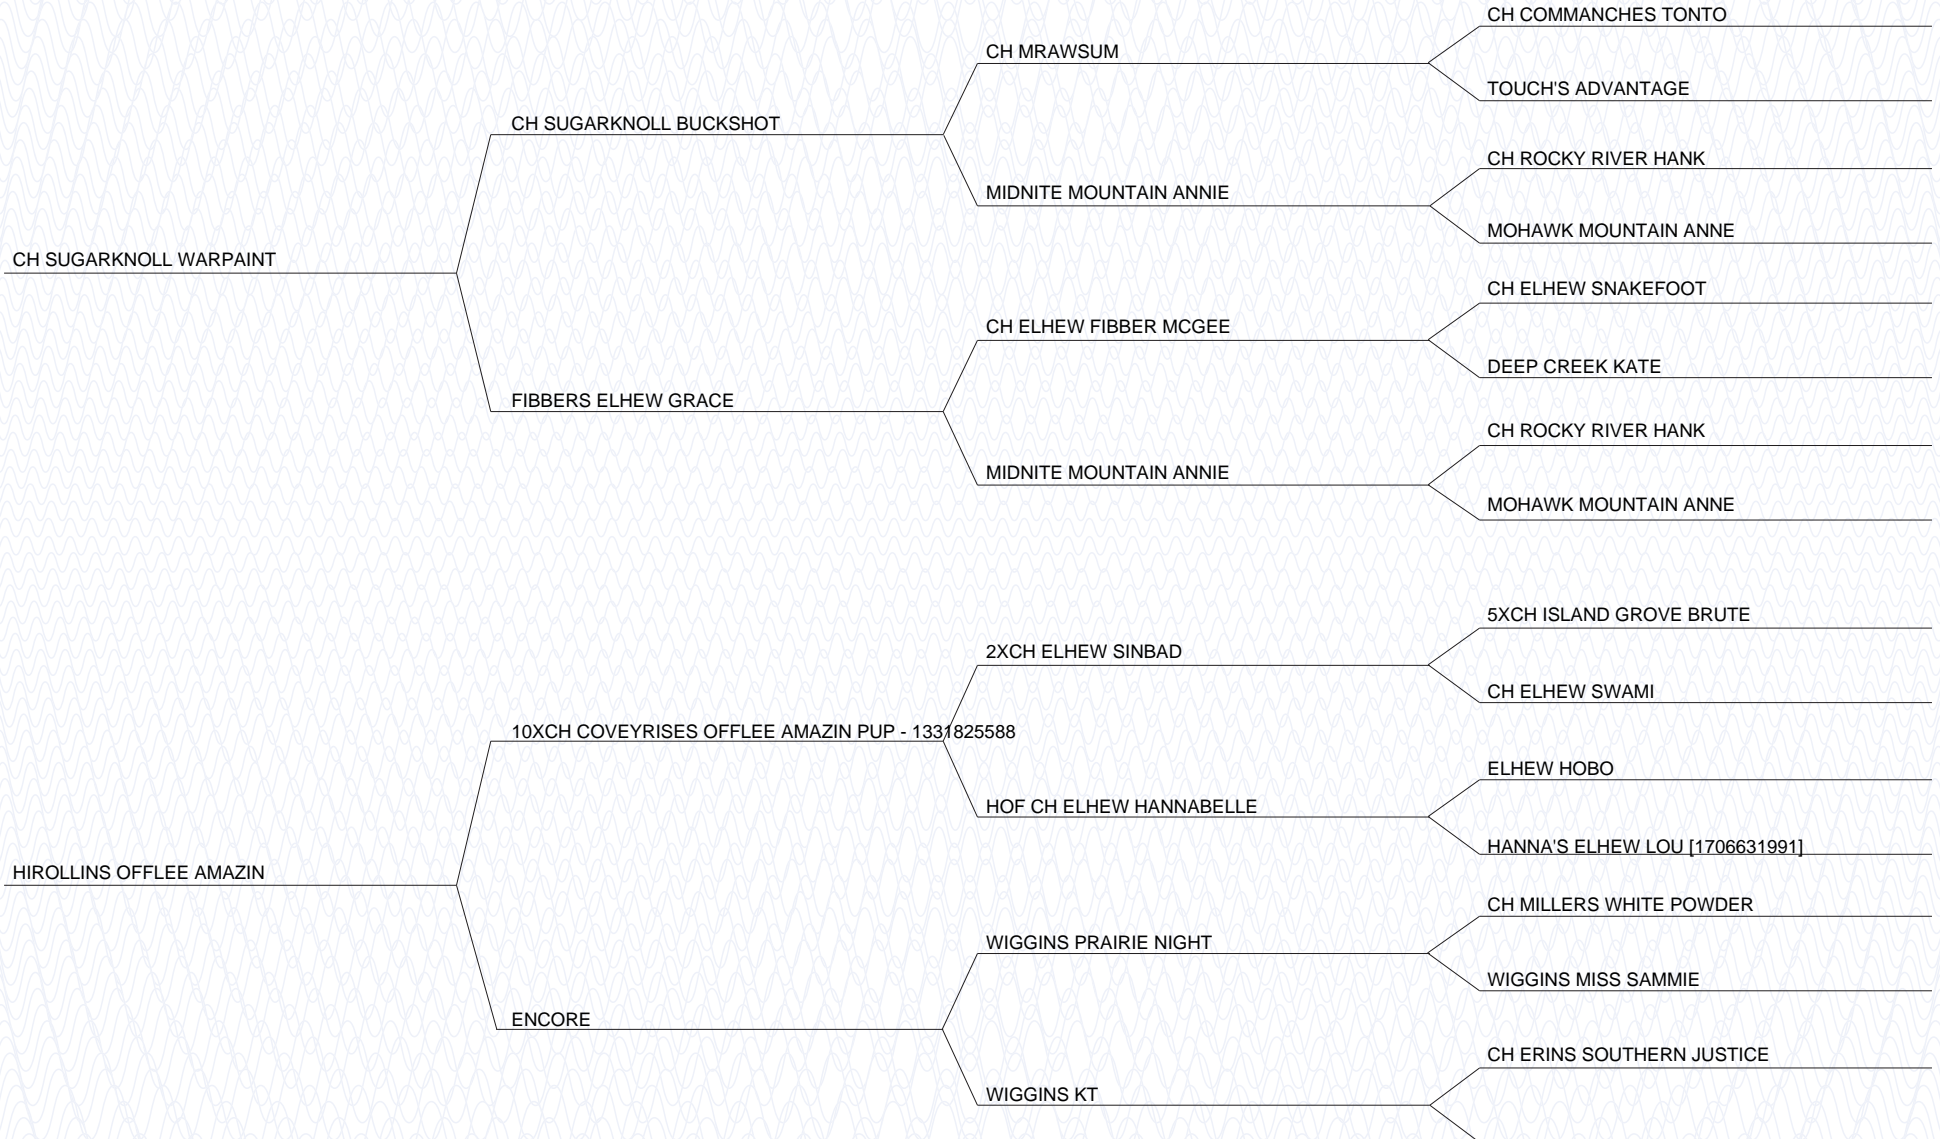 CH COMMANCHES TONTO
CH MRAWSUM
TOUCH'S ADVANTAGE
CH SUGARKNOLL BUCKSHOT
CH ROCKY RIVER HANK
MIDNITE MOUNTAIN ANNIE
MOHAWK MOUNTAIN ANNE
CH SUGARKNOLL WARPAINT
CH ELHEW SNAKEFOOT
CH ELHEW FIBBER MCGEE
DEEP CREEK KATE
FIBBERS ELHEW GRACE
CH ROCKY RIVER HANK
MIDNITE MOUNTAIN ANNIE
MOHAWK MOUNTAIN ANNE
5XCH ISLAND GROVE BRUTE
2XCH ELHEW SINBAD
CH ELHEW SWAMI
10XCH COVEYRISES OFFLEE AMAZIN PUP - 1331825588
ELHEW HOBO
HOF CH ELHEW HANNABELLE
HANNA'S ELHEW LOU [1706631991]
HIROLLINS OFFLEE AMAZIN
CH MILLERS WHITE POWDER
WIGGINS PRAIRIE NIGHT
WIGGINS MISS SAMMIE
ENCORE
CH ERINS SOUTHERN JUSTICE
WIGGINS KT